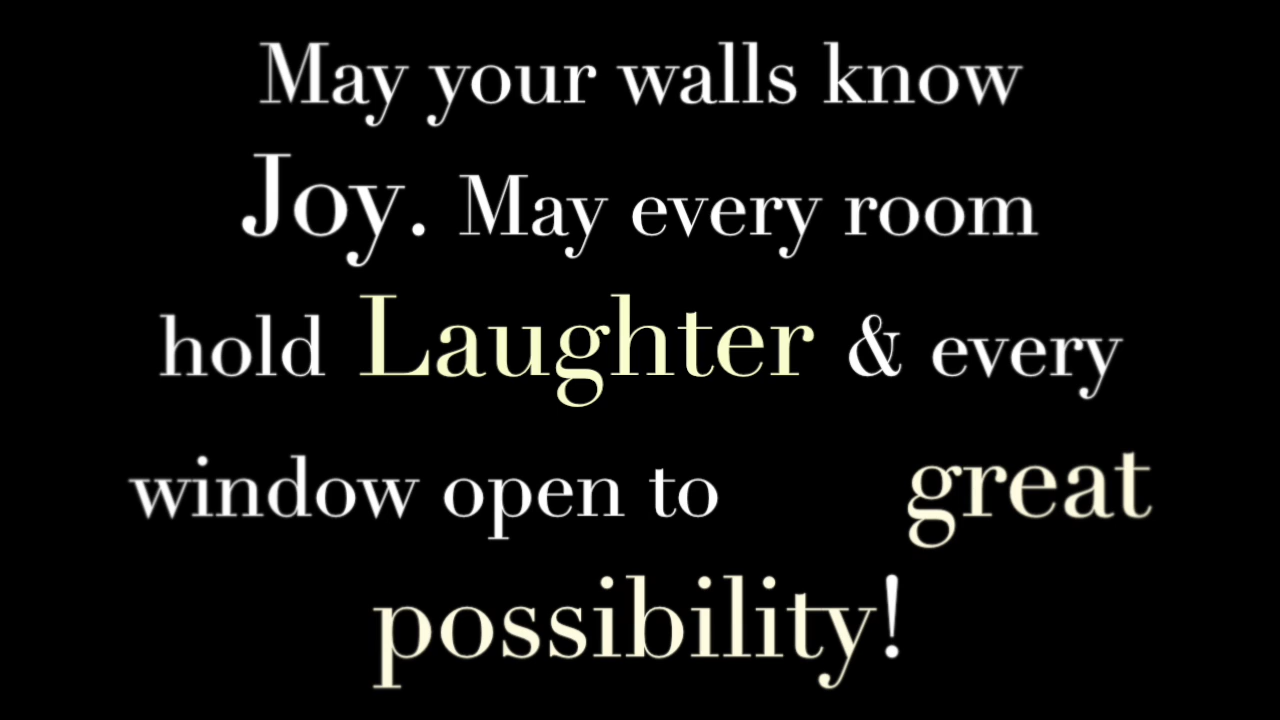 May your walls know
Joy. May every room
hold Laughter & every
window open to great
possibility!